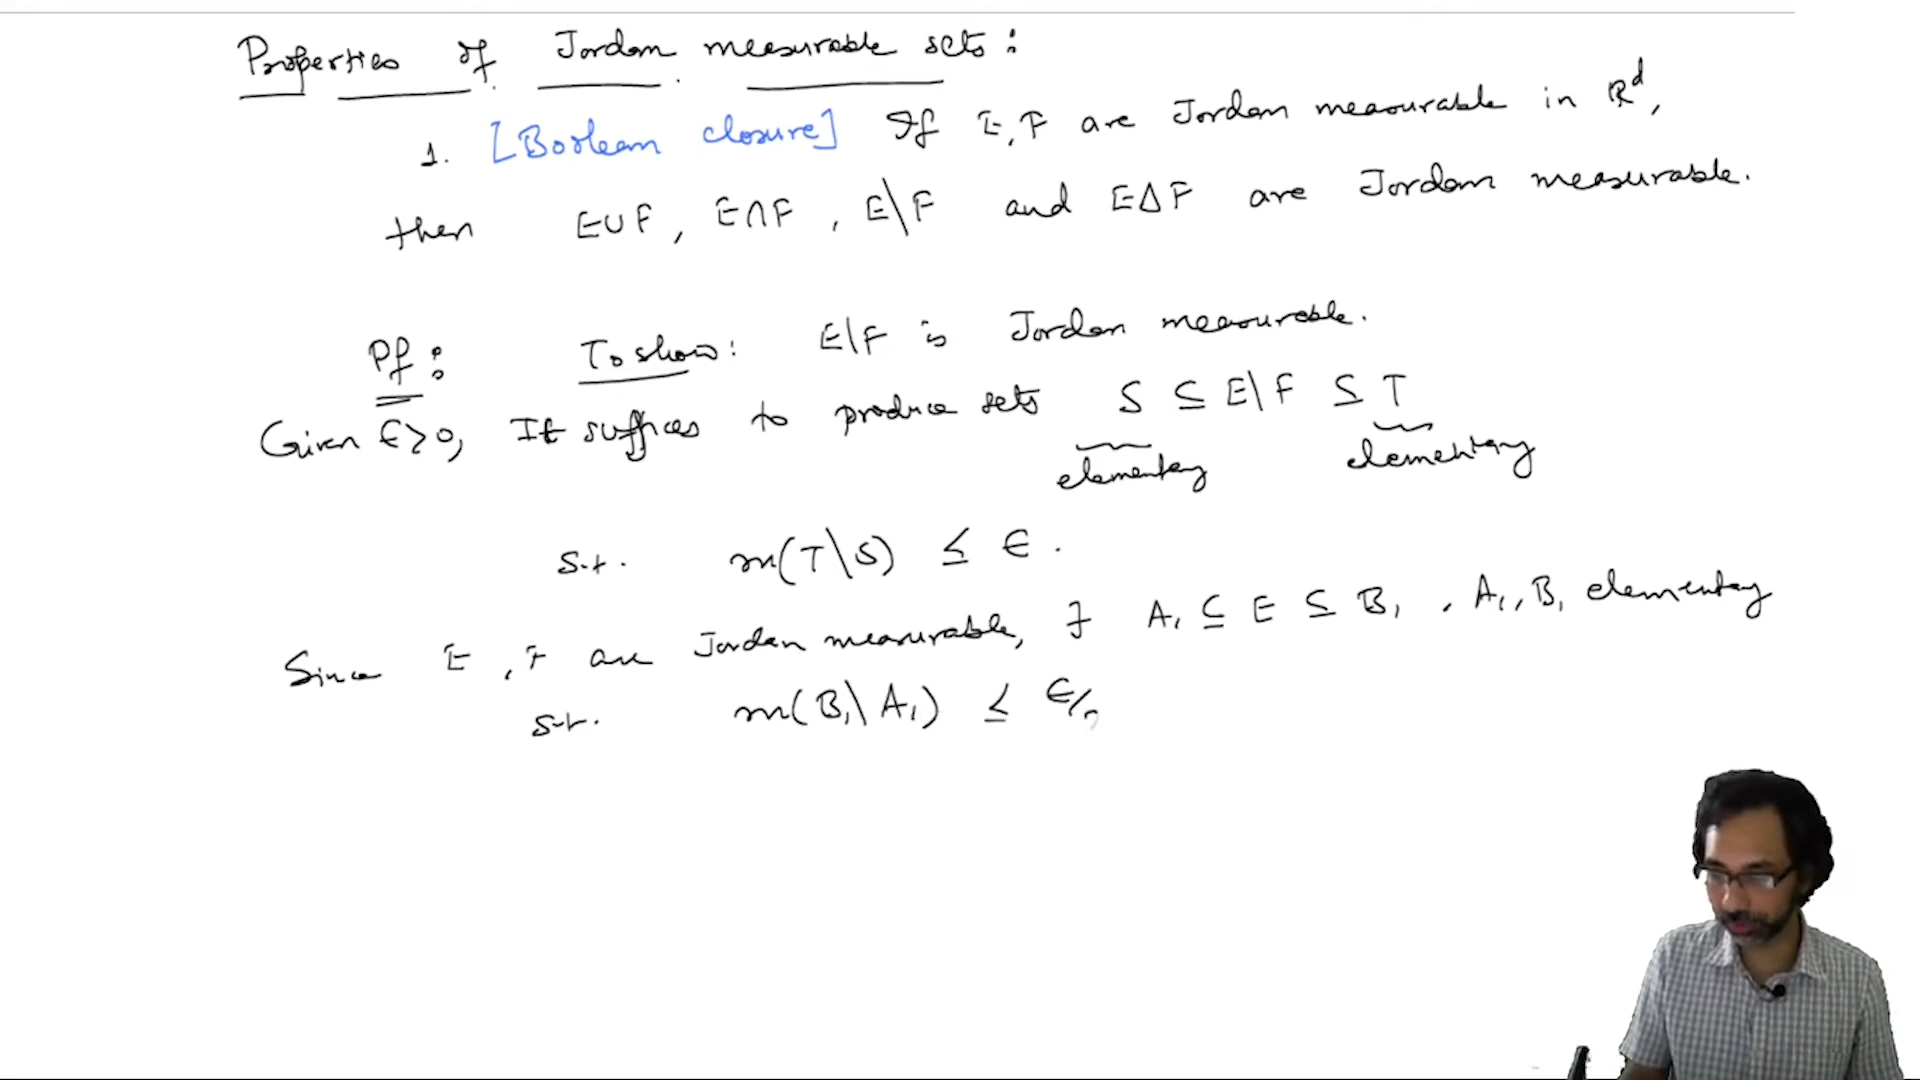 Properties of Jordan measurable sets:
1. [Boolean closure] If E, F are Jordan measurable in ℝ^d,
then E∪F, E∩F, E\F and E△F are Jordan measurable.
Pf: To show: E\F is Jordan measurable.
Given ε>0, It suffices to produce sets S ⊆ E\F ⊆ T
elementary elementary
s.t. m(T\S) ≤ ε.
Since E, F are Jordan measurable, ∃ A₁ ⊆ E ⊆ B₁, A₁, B₁ elementary
s.t. m(B₁\A₁) ≤ ε/